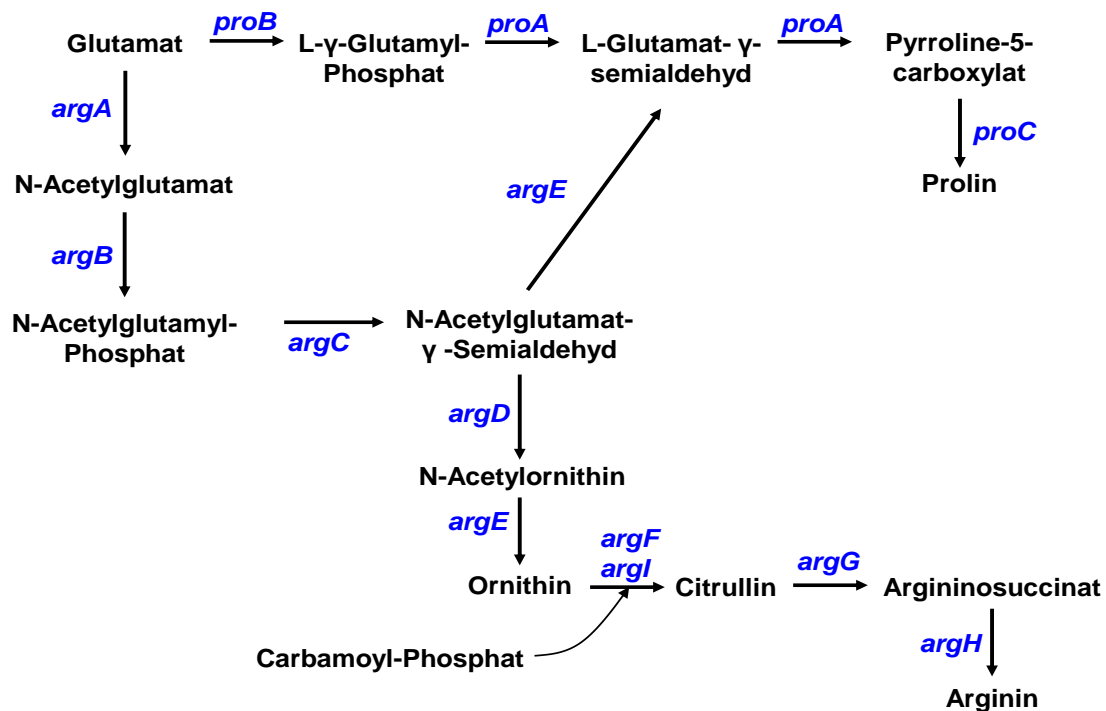 proB
proA
proA
Glutamat
L-γ-Glutamyl-
Phosphat
L-Glutamat- γ-
semialdehyd
Pyrroline-5-
carboxylat
argA
proC
N-Acetylglutamat
Prolin
argE
argB
N-Acetylglutamyl-
Phosphat
argC
N-Acetylglutamat-
γ -Semialdehyd
argD
N-Acetylornithin
argE
argF
argI
argG
Ornithin
Citrullin
Argininosuccinat
Carbamoyl-Phosphat
argH
Arginin